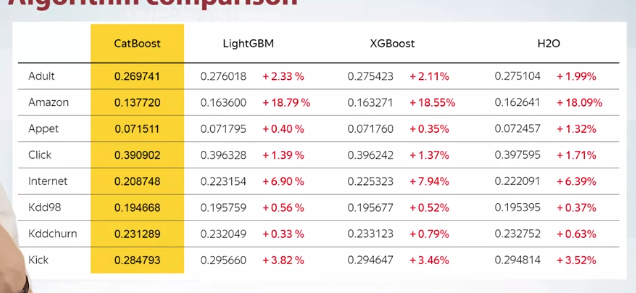 Algorithm comparison
CatBoost LightGBM XGBoost H2O
Adult 0.269741 0.276018 +2.33 % 0.275423 +2.11% 0.275104 +1.99%
Amazon 0.137720 0.163600 +18.79 % 0.163271 +18.55% 0.162641 +18.09%
Appet 0.071511 0.071795 +0.40 % 0.071760 +0.35% 0.072457 +1.32%
Click 0.390902 0.396328 +1.39 % 0.396242 +1.37% 0.397595 +1.71%
Internet 0.208748 0.223154 +6.90 % 0.225323 +7.94% 0.222091 +6.39%
Kdd98 0.194668 0.195759 +0.56 % 0.195677 +0.52% 0.195395 +0.37%
Kddchurn 0.231289 0.232049 +0.33 % 0.233123 +0.79% 0.232752 +0.63%
Kick 0.284793 0.295660 +3.82 % 0.294647 +3.46% 0.294814 +3.52%